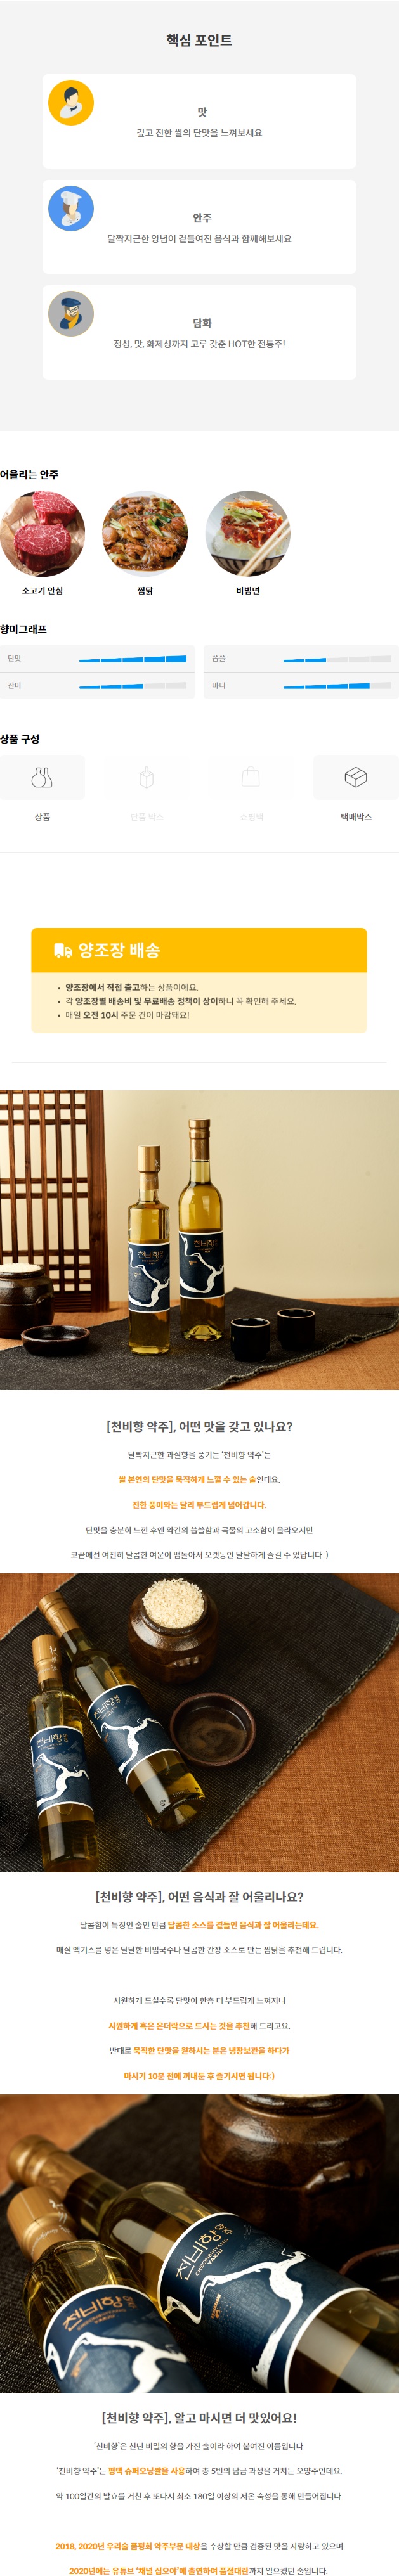 핵심 포인트
맛
깊고 진한 쌀의 단맛을 느껴보세요
안주
달짝지근한 양념이 곁들여진 음식과 함께해보세요
담화
정성, 맛, 화제성까지 고루 갖춘 HOT한 전통주!
어울리는 안주
소고기 안심
찜닭
비빔면
향미그래프
단맛
씁쓸
산미
바디
상품 구성
상품
단품 박스
쇼핑백
택배박스
양조장 배송
• 양조장에서 직접 출고하는 상품이에요.
• 각 양조장별 배송비 및 무료배송 정책이 상이하니 꼭 확인해 주세요.
• 매일 오전 10시 주문 건이 마감돼요!
천비향
천비향
[천비향 약주], 어떤 맛을 갖고 있나요?
달짝지근한 과실향을 풍기는 '천비향 약주'는
쌀 본연의 단맛을 묵직하게 느낄 수 있는 술인데요.
진한 풍미와는 달리 부드럽게 넘어갑니다.
단맛을 충분히 느낀 후엔 약간의 씁쓸함과 곡물의 고소함이 올라오지만
코끝에선 여전히 달콤한 여운이 맴돌아서 오랫동안 달달하게 즐길 수 있답니다 :)
천비향
천비향
[천비향 약주], 어떤 음식과 잘 어울리나요?
달콤함이 특징인 술인 만큼 달콤한 소스를 곁들인 음식과 잘 어울리는데요.
매실 액기스를 넣은 달달한 비빔국수나 달콤한 간장 소스로 만든 찜닭을 추천해 드립니다.
시원하게 드실수록 단맛이 한층 더 부드럽게 느껴지니
시원하게 혹은 온더락으로 드시는 것을 추천해 드리고요.
반대로 묵직한 단맛을 원하시는 분은 냉장보관을 하다가
마시기 10분 전에 꺼내둔 후 즐기시면 됩니다:)
천비향 약주
CHEONBIHYANG
YAKJU
천비향 약주
[천비향 약주], 알고 마시면 더 맛있어요!
'천비향'은 천년 비밀의 향을 가진 술이라 하여 붙여진 이름입니다.
'천비향 약주'는 평택 슈퍼오닝쌀을 사용하여 총 5번의 담금 과정을 거치는 오양주인데요.
약 100일간의 발효를 거친 후 또다시 최소 180일 이상의 저온 숙성을 통해 만들어집니다.
2018, 2020년 우리술 품평회 약주부문 대상을 수상할 만큼 검증된 맛을 자랑하고 있으며
2020년에는 유튜브 '채널 십오야'에 출연하여 품절대란까지 일으켰던 술입니다.